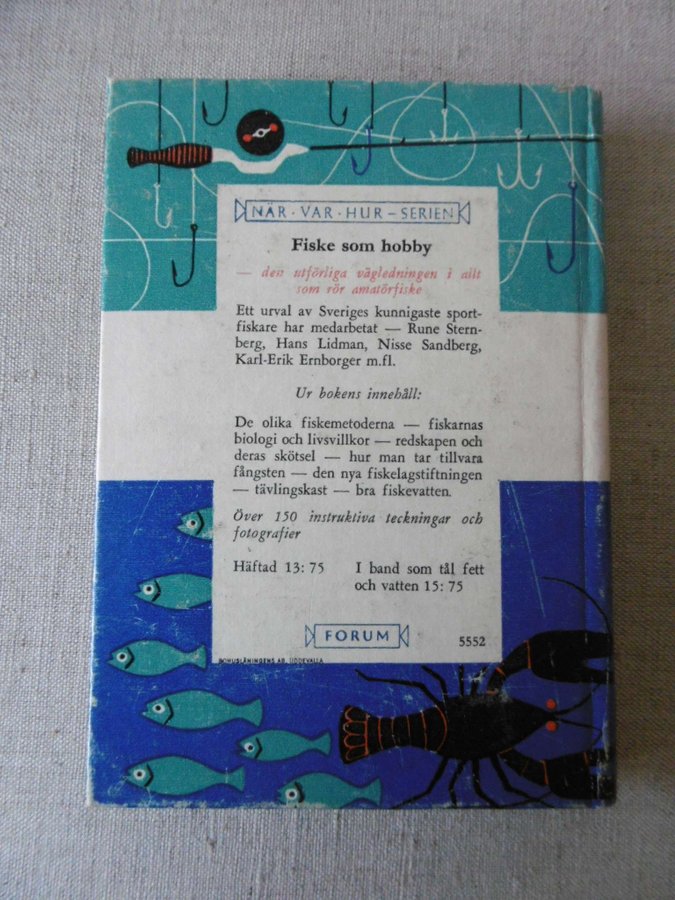 NÄR · VAR · HUR – SERIEN
Fiske som hobby
— den utförliga vägledningen i allt
som rör amatörfiske
Ett urval av Sveriges kunnigaste sport-
fiskare har medarbetat — Rune Stern-
berg, Hans Lidman, Nisse Sandberg,
Karl-Erik Ernborger m.fl.
Ur bokens innehåll:
De olika fiskemetoderna — fiskarnas
biologi och livsvillkor — redskapen och
deras skötsel — hur man tar tillvara
fångsten — den nya fiskelagstiftningen
— tävlingskast — bra fiskevatten.
Över 150 instruktiva teckningar och
fotografier
Häftad 13: 75 I band som tål fett
och vatten 15: 75
FORUM 5552
BOHUSLÄNINGENS AB, UDDEVALLA